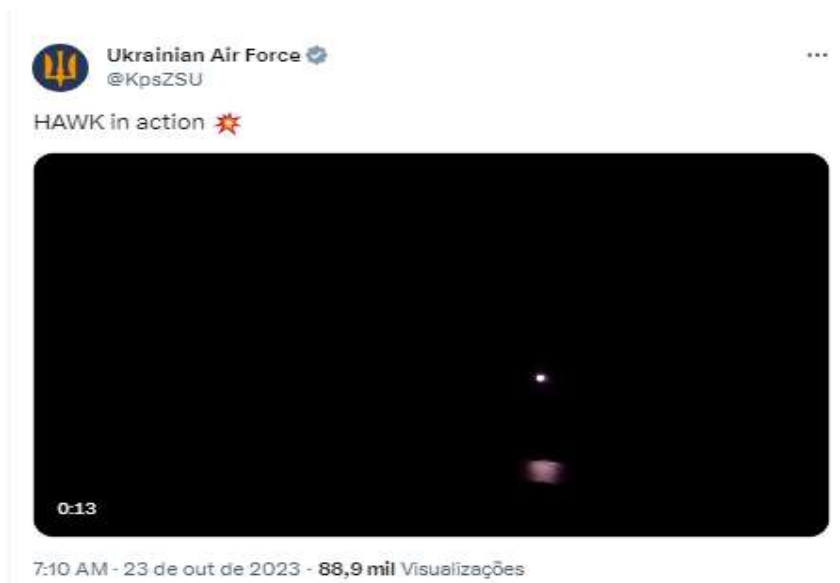 Ukrainian Air Force
@KpsZSU
HAWK in action 💥
0:13
7:10 AM · 23 de out de 2023 · 88,9 mil Visualizações